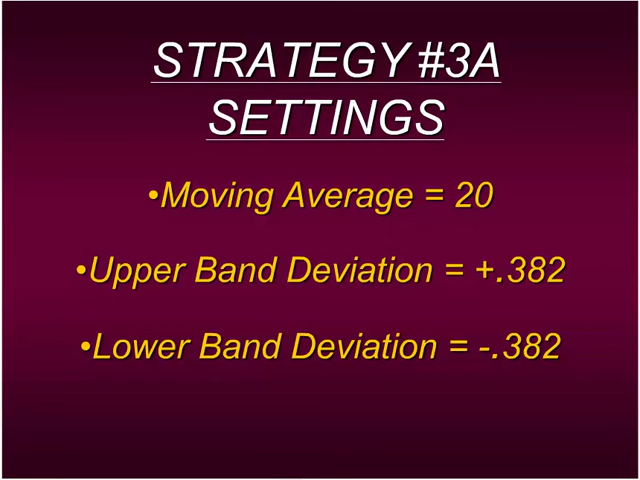 STRATEGY #3A
SETTINGS
•Moving Average = 20
•Upper Band Deviation = +.382
•Lower Band Deviation = -.382